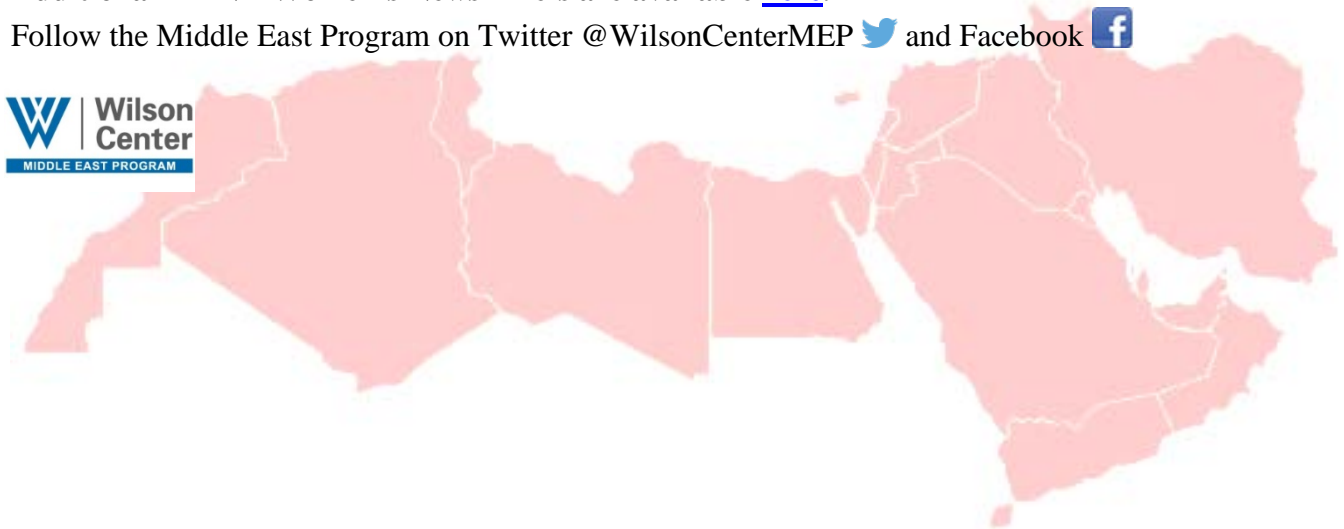 Follow the Middle East Program on Twitter @WilsonCenterMEP and Facebook
Wilson
Center
MIDDLE EAST PROGRAM